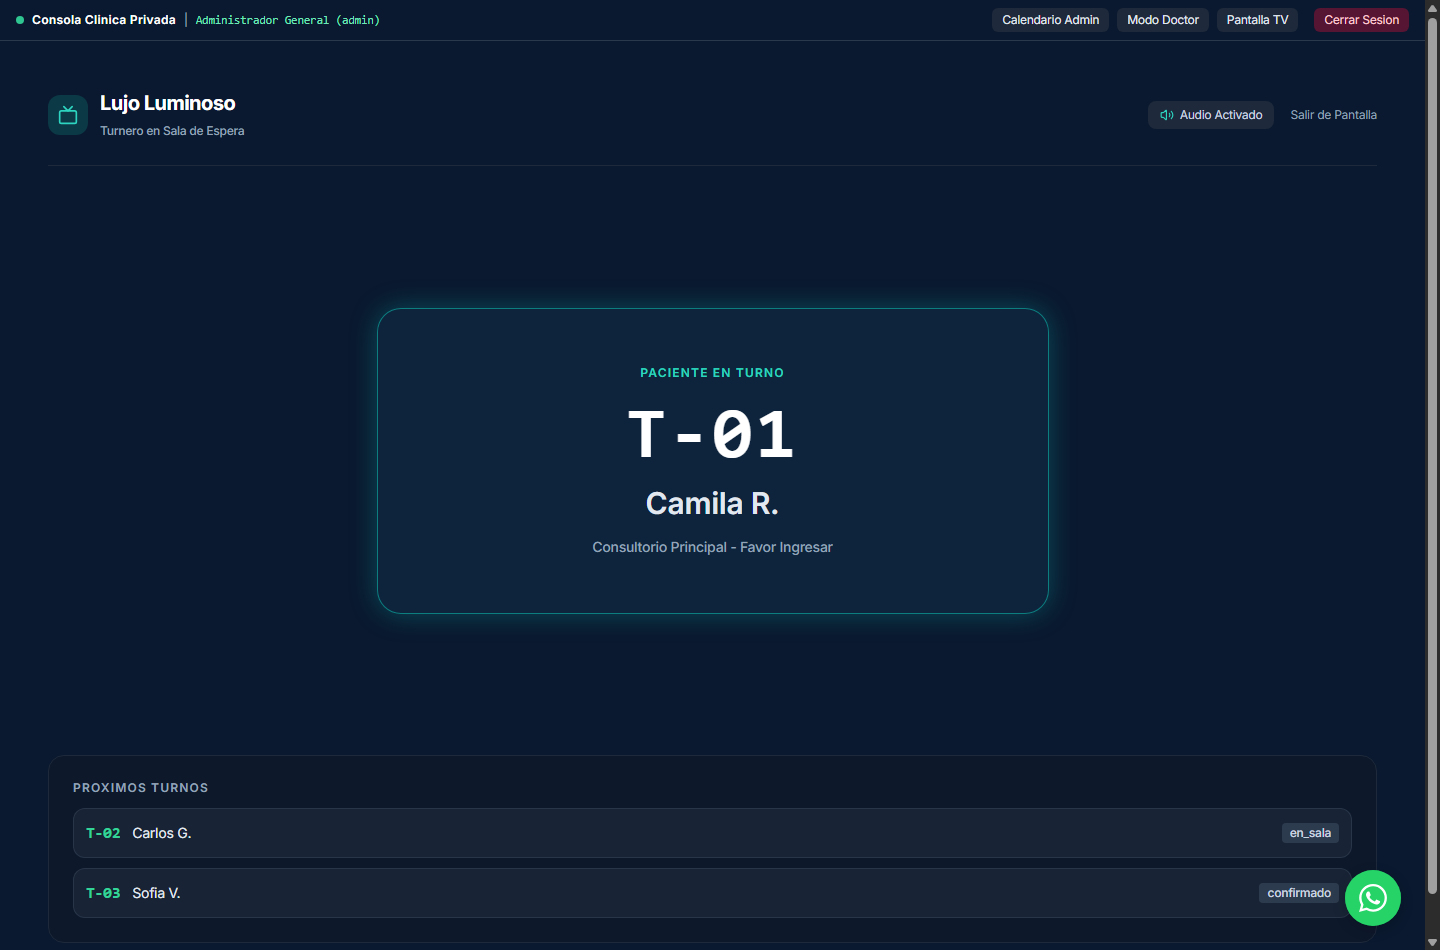 Consola Clinica Privada | Administrador General (admin)
Calendario Admin
Modo Doctor
Pantalla TV
Cerrar Sesion
Lujo Luminoso
Turnero en Sala de Espera
Audio Activado
Salir de Pantalla
PACIENTE EN TURNO
T-01
Camila R.
Consultorio Principal - Favor Ingresar
PROXIMOS TURNOS
T-02 Carlos G. en_sala
T-03 Sofia V. confirmado